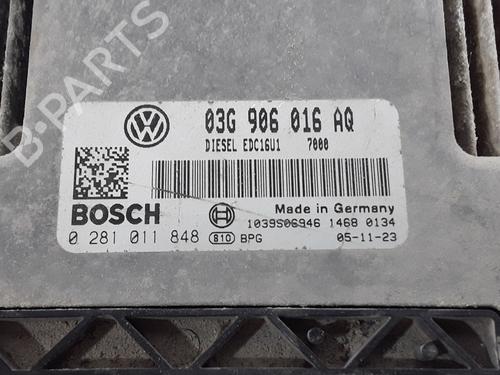 03G 906 016 AQ
DIESEL EDC16U1 7000
BOSCH
Made in Germany
1039S06946 1468 0134
0 281 011 848 810 BPG 05-11-23